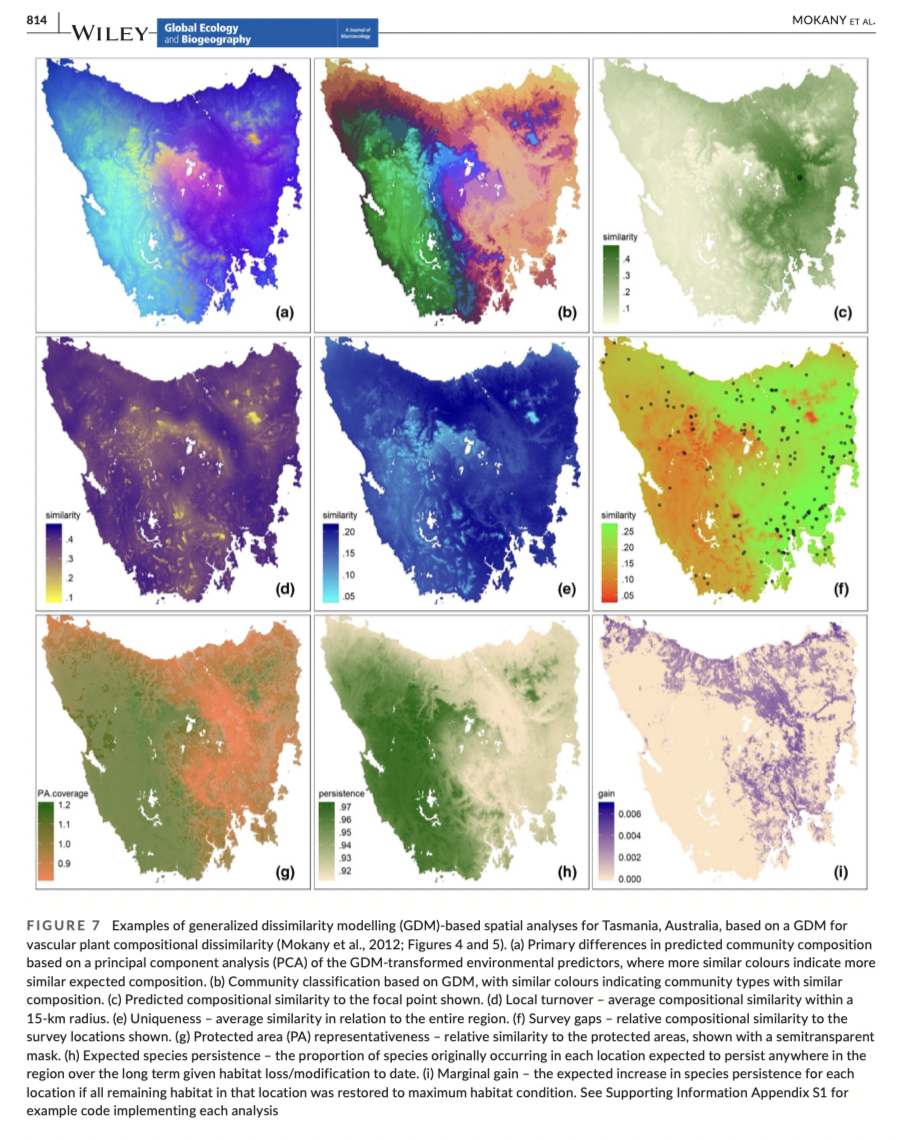 814
WILEY
Global Ecology
and Biogeography
A Journal of
Macroecology
MOKANY ET AL.
(a)
(b)
similarity
.4
.3
.2
.1
(c)
similarity
.4
.3
.2
.1
(d)
similarity
.20
.15
.10
.05
(e)
similarity
.25
.20
.15
.10
.05
(f)
PA.coverage
1.2
1.1
1.0
0.9
(g)
persistence
.97
.96
.95
.94
.93
.92
(h)
gain
0.006
0.004
0.002
0.000
(i)
FIGURE 7 Examples of generalized dissimilarity modelling (GDM)-based spatial analyses for Tasmania, Australia, based on a GDM for
vascular plant compositional dissimilarity (Mokany et al., 2012; Figures 4 and 5). (a) Primary differences in predicted community composition
based on a principal component analysis (PCA) of the GDM-transformed environmental predictors, where more similar colours indicate more
similar expected composition. (b) Community classification based on GDM, with similar colours indicating community types with similar
composition. (c) Predicted compositional similarity to the focal point shown. (d) Local turnover – average compositional similarity within a
15-km radius. (e) Uniqueness – average similarity in relation to the entire region. (f) Survey gaps – relative compositional similarity to the
survey locations shown. (g) Protected area (PA) representativeness – relative similarity to the protected areas, shown with a semitransparent
mask. (h) Expected species persistence – the proportion of species originally occurring in each location expected to persist anywhere in the
region over the long term given habitat loss/modification to date. (i) Marginal gain – the expected increase in species persistence for each
location if all remaining habitat in that location was restored to maximum habitat condition. See Supporting Information Appendix S1 for
example code implementing each analysis